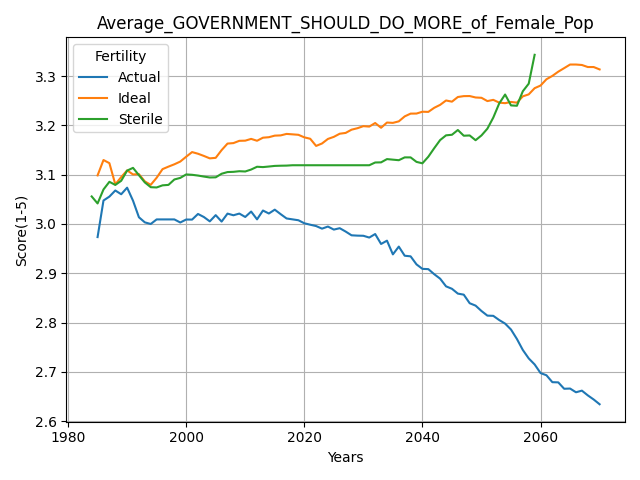 Average_GOVERNMENT_SHOULD_DO_MORE_of_Female_Pop
Fertility
Actual
Ideal
Sterile
Score(1-5)
3.3
3.2
3.1
3.0
2.9
2.8
2.7
2.6
1980 2000 2020 2040 2060
Years